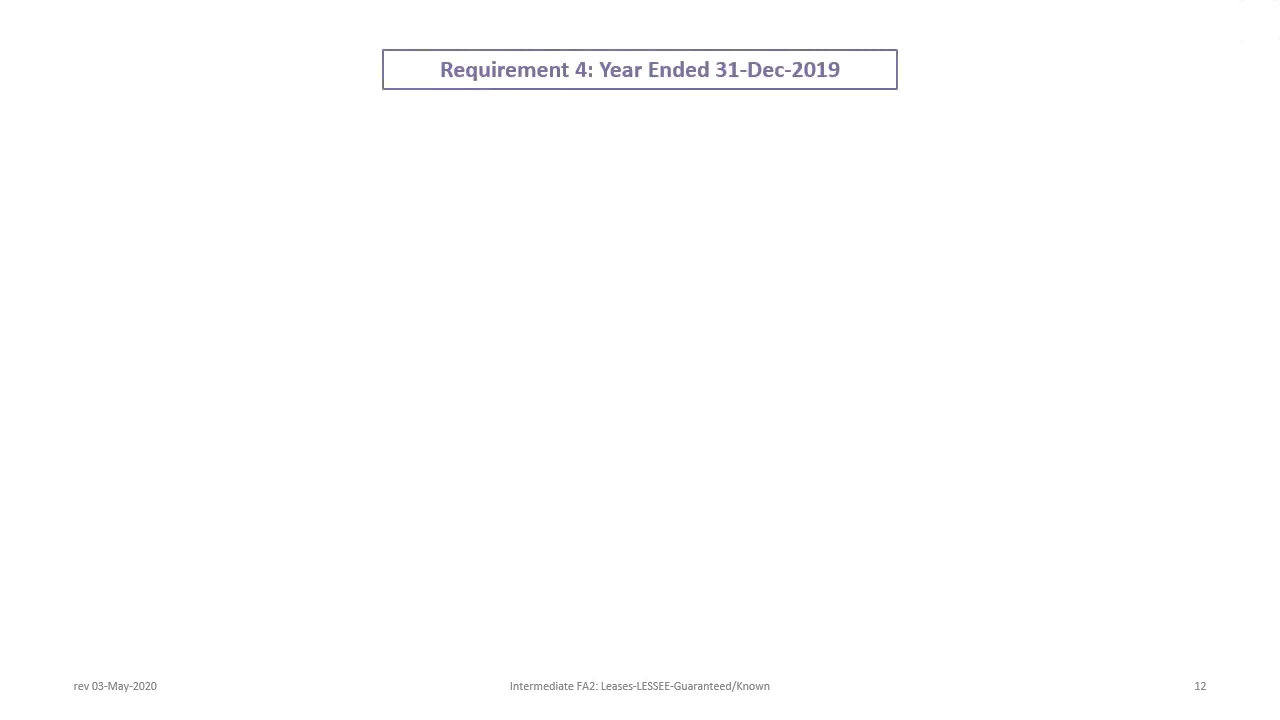 Requirement 4: Year Ended 31-Dec-2019
rev 03-May-2020
Intermediate FA2: Leases-LESSEE-Guaranteed/Known
12